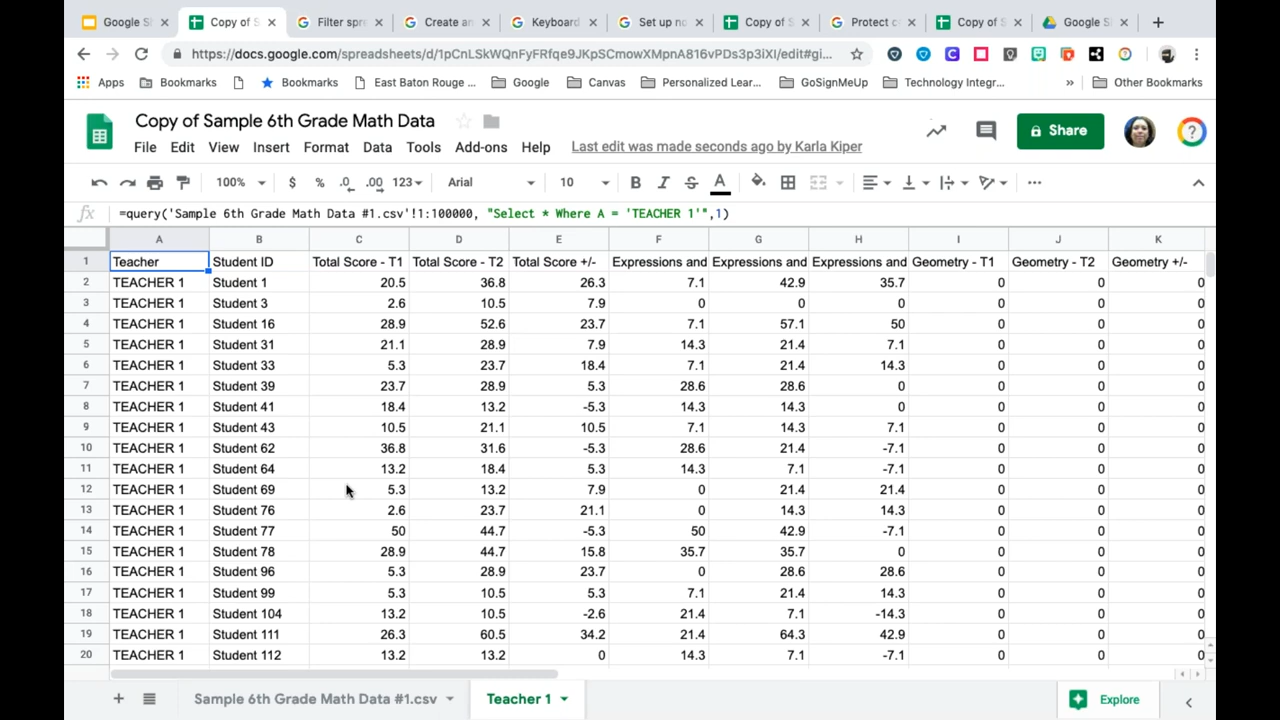 Google Sl
Copy of S
Filter spre
Create an
Keyboard
Set up no
Copy of S
Protect ce
Copy of S
Google Sl
https://docs.google.com/spreadsheets/d/1pCnLSkWQnFyFRfqe9JKpSCmowXMpnA816vPDs3p3iXI/edit#gi...
Apps Bookmarks Bookmarks East Baton Rouge ... Google Canvas Personalized Lear... GoSignMeUp Technology Integr... » Other Bookmarks
Copy of Sample 6th Grade Math Data
Share
File Edit View Insert Format Data Tools Add-ons Help Last edit was made seconds ago by Karla Kiper
100% $ % .0 .00 123 Arial 10 B I S A
fx =query('Sample 6th Grade Math Data #1.csv'!1:100000, "Select * Where A = 'TEACHER 1'",1)
A B C D E F G H I J K
1 Teacher Student ID Total Score - T1 Total Score - T2 Total Score +/- Expressions and Expressions and Expressions and Geometry - T1 Geometry - T2 Geometry +/-
2 TEACHER 1 Student 1 20.5 36.8 26.3 7.1 42.9 35.7 0 0 0
3 TEACHER 1 Student 3 2.6 10.5 7.9 0 0 0 0 0 0
4 TEACHER 1 Student 16 28.9 52.6 23.7 7.1 57.1 50 0 0 0
5 TEACHER 1 Student 31 21.1 28.9 7.9 14.3 21.4 7.1 0 0 0
6 TEACHER 1 Student 33 5.3 23.7 18.4 7.1 21.4 14.3 0 0 0
7 TEACHER 1 Student 39 23.7 28.9 5.3 28.6 28.6 0 0 0 0
8 TEACHER 1 Student 41 18.4 13.2 -5.3 14.3 14.3 0 0 0 0
9 TEACHER 1 Student 43 10.5 21.1 10.5 7.1 14.3 7.1 0 0 0
10 TEACHER 1 Student 62 36.8 31.6 -5.3 28.6 21.4 -7.1 0 0 0
11 TEACHER 1 Student 64 13.2 18.4 5.3 14.3 7.1 -7.1 0 0 0
12 TEACHER 1 Student 69 5.3 13.2 7.9 0 21.4 21.4 0 0 0
13 TEACHER 1 Student 76 2.6 23.7 21.1 0 14.3 14.3 0 0 0
14 TEACHER 1 Student 77 50 44.7 -5.3 50 42.9 -7.1 0 0 0
15 TEACHER 1 Student 78 28.9 44.7 15.8 35.7 35.7 0 0 0 0
16 TEACHER 1 Student 96 5.3 28.9 23.7 0 28.6 28.6 0 0 0
17 TEACHER 1 Student 99 5.3 10.5 5.3 7.1 21.4 14.3 0 0 0
18 TEACHER 1 Student 104 13.2 10.5 -2.6 21.4 7.1 -14.3 0 0 0
19 TEACHER 1 Student 111 26.3 60.5 34.2 21.4 64.3 42.9 0 0 0
20 TEACHER 1 Student 112 13.2 13.2 0 14.3 7.1 -7.1 0 0 0
Sample 6th Grade Math Data #1.csv Teacher 1 Explore